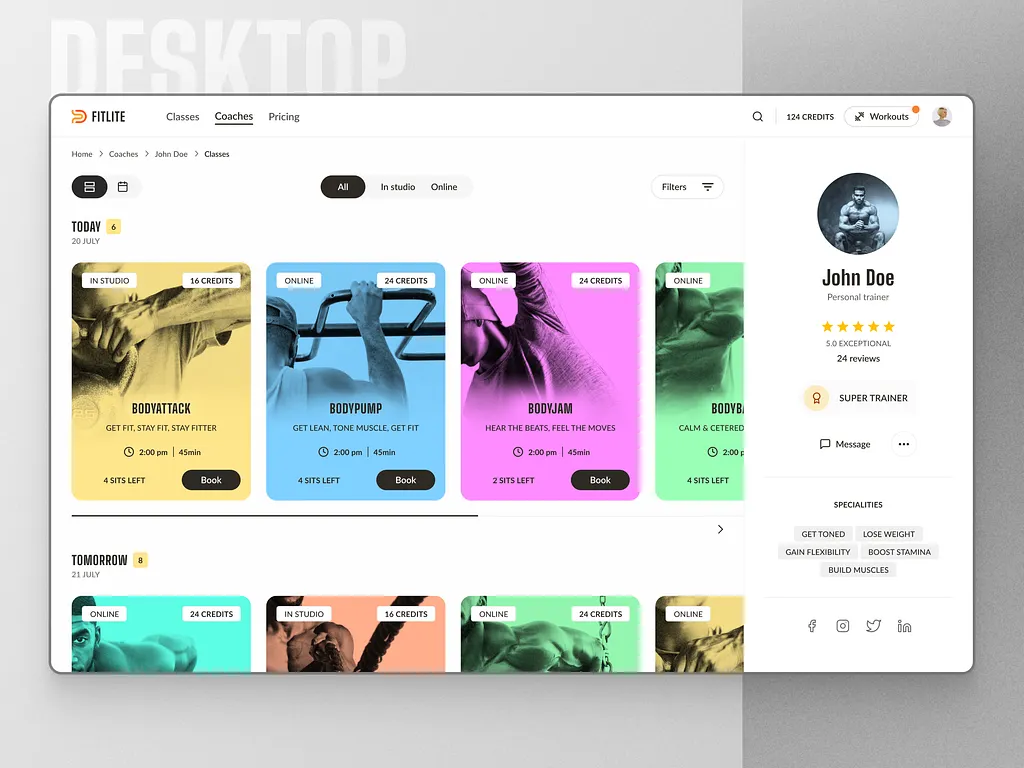 DESKTOP
FITLITE
Classes Coaches Pricing
124 CREDITS Workouts
Home > Coaches > John Doe > Classes
All In studio Online
Filters
TODAY 6
20 JULY
IN STUDIO 16 CREDITS
BODYATTACK
GET FIT, STAY FIT, STAY FITTER
2:00 pm | 45min
4 SITS LEFT Book
ONLINE 24 CREDITS
BODYPUMP
GET LEAN, TONE MUSCLE, GET FIT
2:00 pm | 45min
4 SITS LEFT Book
ONLINE 24 CREDITS
BODYJAM
HEAR THE BEATS, FEEL THE MOVES
2:00 pm | 45min
2 SITS LEFT Book
ONLINE
BODYBA
CALM & CETERED
2:00 p
4 SITS LEFT
TOMORROW 8
21 JULY
ONLINE 24 CREDITS
IN STUDIO 16 CREDITS
ONLINE 24 CREDITS
ONLINE
John Doe
Personal trainer
5.0 EXCEPTIONAL
24 reviews
SUPER TRAINER
Message
SPECIALITIES
GET TONED LOSE WEIGHT
GAIN FLEXIBILITY BOOST STAMINA
BUILD MUSCLES